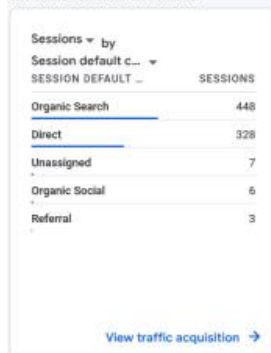 Sessions by
Session default c...
SESSION DEFAULT ... SESSIONS
Organic Search 448
Direct 328
Unassigned 7
Organic Social 6
Referral 3
View traffic acquisition →